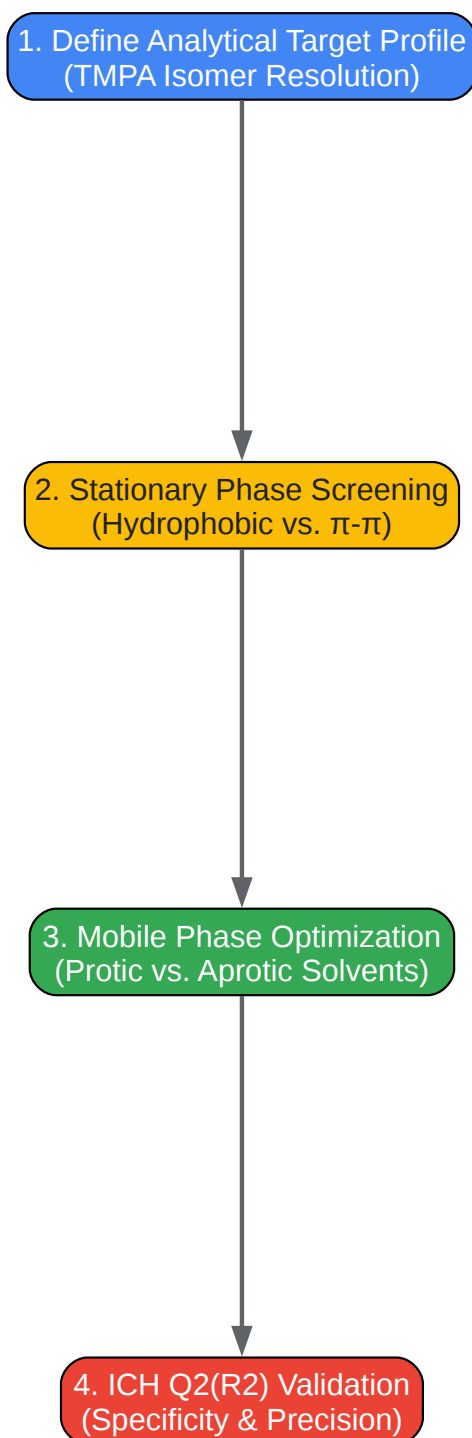 1. Define Analytical Target Profile
(TMPA Isomer Resolution)
2. Stationary Phase Screening
(Hydrophobic vs. π-π)
3. Mobile Phase Optimization
(Protic vs. Aprotic Solvents)
4. ICH Q2(R2) Validation
(Specificity & Precision)